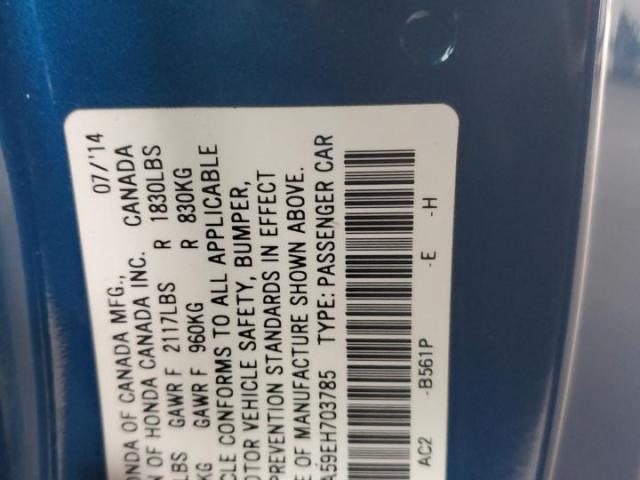 ONDA OF CANADA MFG., 07/'14
N OF HONDA CANADA INC. CANADA
LBS GAWR F 2117LBS R 1830LBS
KG GAWR F 960KG R 830KG
CLE CONFORMS TO ALL APPLICABLE
OTOR VEHICLE SAFETY, BUMPER,
PREVENTION STANDARDS IN EFFECT
E OF MANUFACTURE SHOWN ABOVE.
A59EH703785 TYPE: PASSENGER CAR
AC2 -B561P -E -H